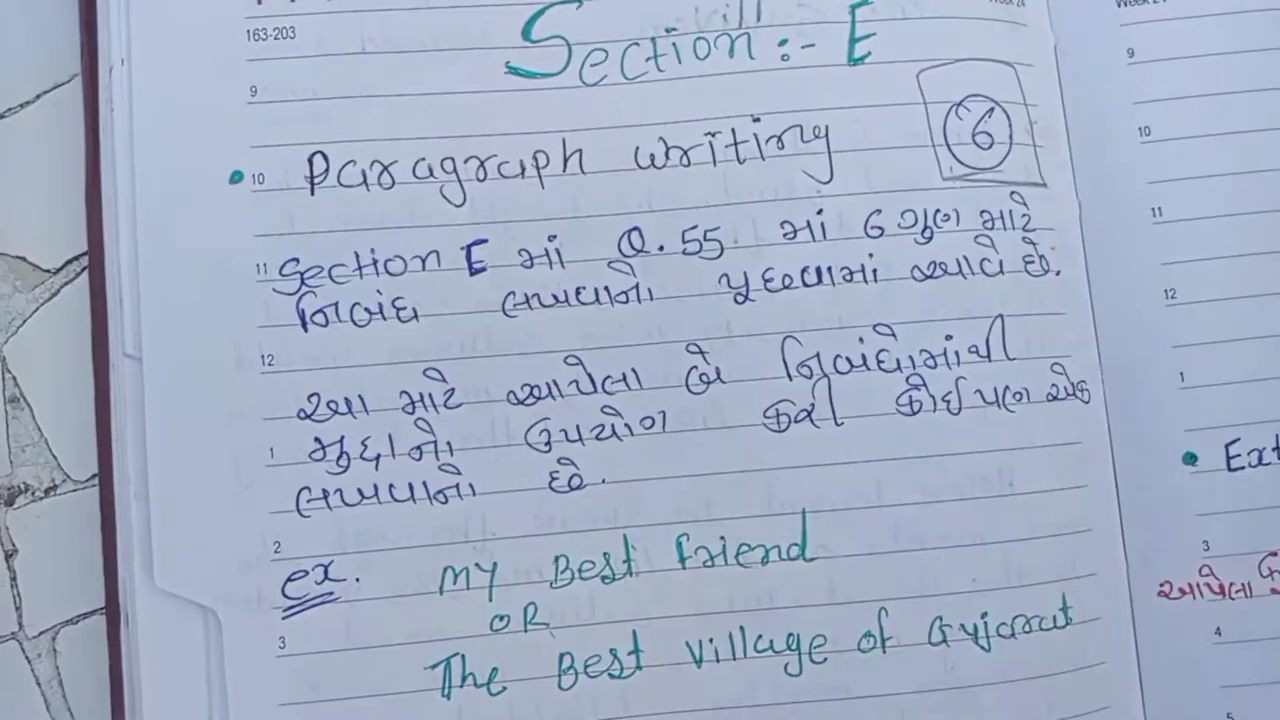 163-203
Section :- E
9
10 Paragraph writing 6
11 Section E માં Q. 55. માં 6 ગુણ માટે
નિબંધ લખવાનો પુછવામાં આવે છે.
12
આ માટે આપેલા બે નિબંધોમાંથી
1 મુદ્દાનો ઉપયોગ કરી કોઈપણ એક
લખવાનો છે.
2
ex. My Best Friend
OR
3
The Best village of Gujarat
9
10
11
12
1
Ext
3
આપેલા
4
5